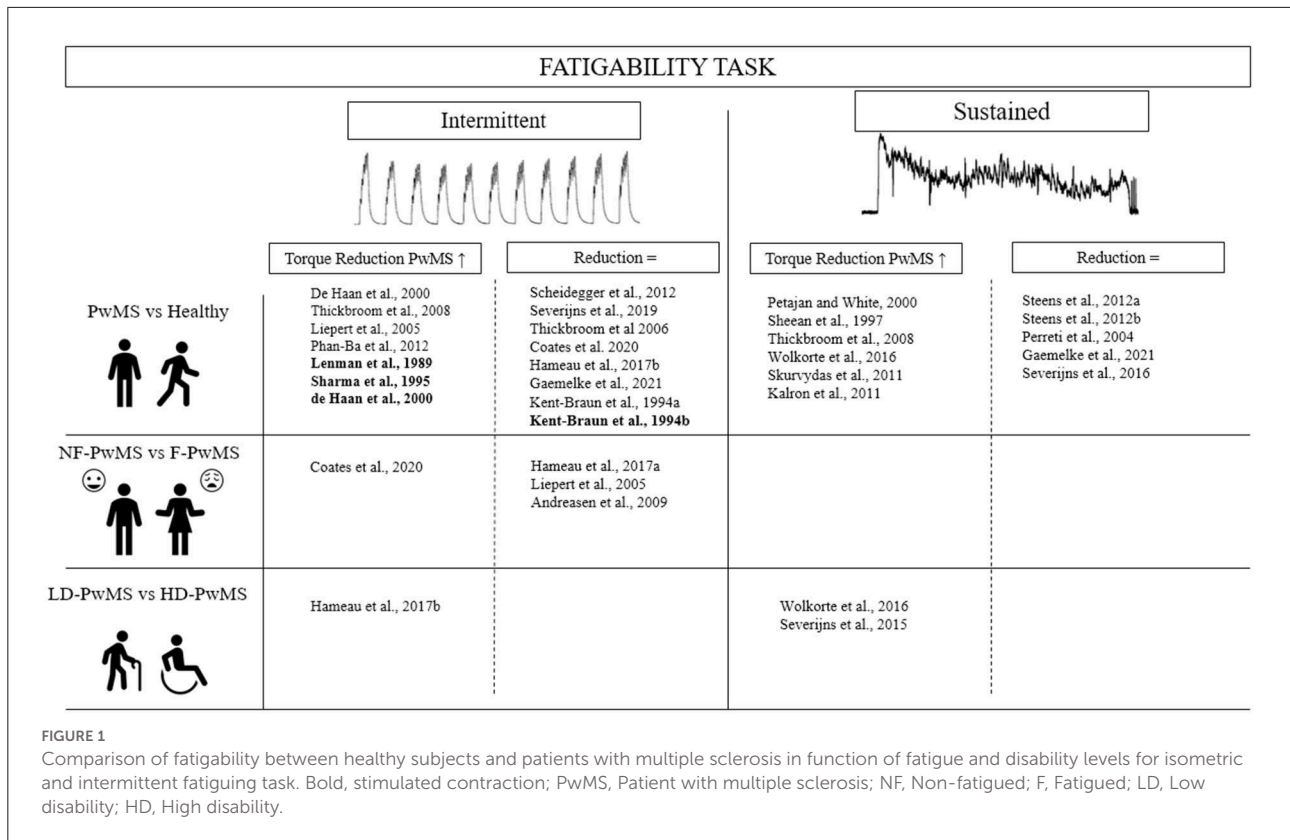 FATIGABILITY TASK
Intermittent
Sustained
Torque Reduction PwMS ↑
Reduction =
Torque Reduction PwMS ↑
Reduction =
PwMS vs Healthy
De Haan et al., 2000
Thickbroom et al., 2008
Liepert et al., 2005
Phan-Ba et al., 2012
Lenman et al., 1989
Sharma et al., 1995
de Haan et al., 2000
Scheidegger et al., 2012
Severijns et al., 2019
Thickbroom et al 2006
Coates et al. 2020
Hameau et al., 2017b
Gaemelke et al., 2021
Kent-Braun et al., 1994a
Kent-Braun et al., 1994b
Petajan and White, 2000
Sheean et al., 1997
Thickbroom et al., 2008
Wolkorte et al., 2016
Skurvydas et al., 2011
Kalron et al., 2011
Steens et al., 2012a
Steens et al., 2012b
Perreti et al., 2004
Gaemelke et al., 2021
Severijns et al., 2016
NF-PwMS vs F-PwMS
Coates et al., 2020
Hameau et al., 2017a
Liepert et al., 2005
Andreasen et al., 2009
LD-PwMS vs HD-PwMS
Hameau et al., 2017b
Wolkorte et al., 2016
Severijns et al., 2015
FIGURE 1
Comparison of fatigability between healthy subjects and patients with multiple sclerosis in function of fatigue and disability levels for isometric
and intermittent fatiguing task. Bold, stimulated contraction; PwMS, Patient with multiple sclerosis; NF, Non-fatigued; F, Fatigued; LD, Low
disability; HD, High disability.